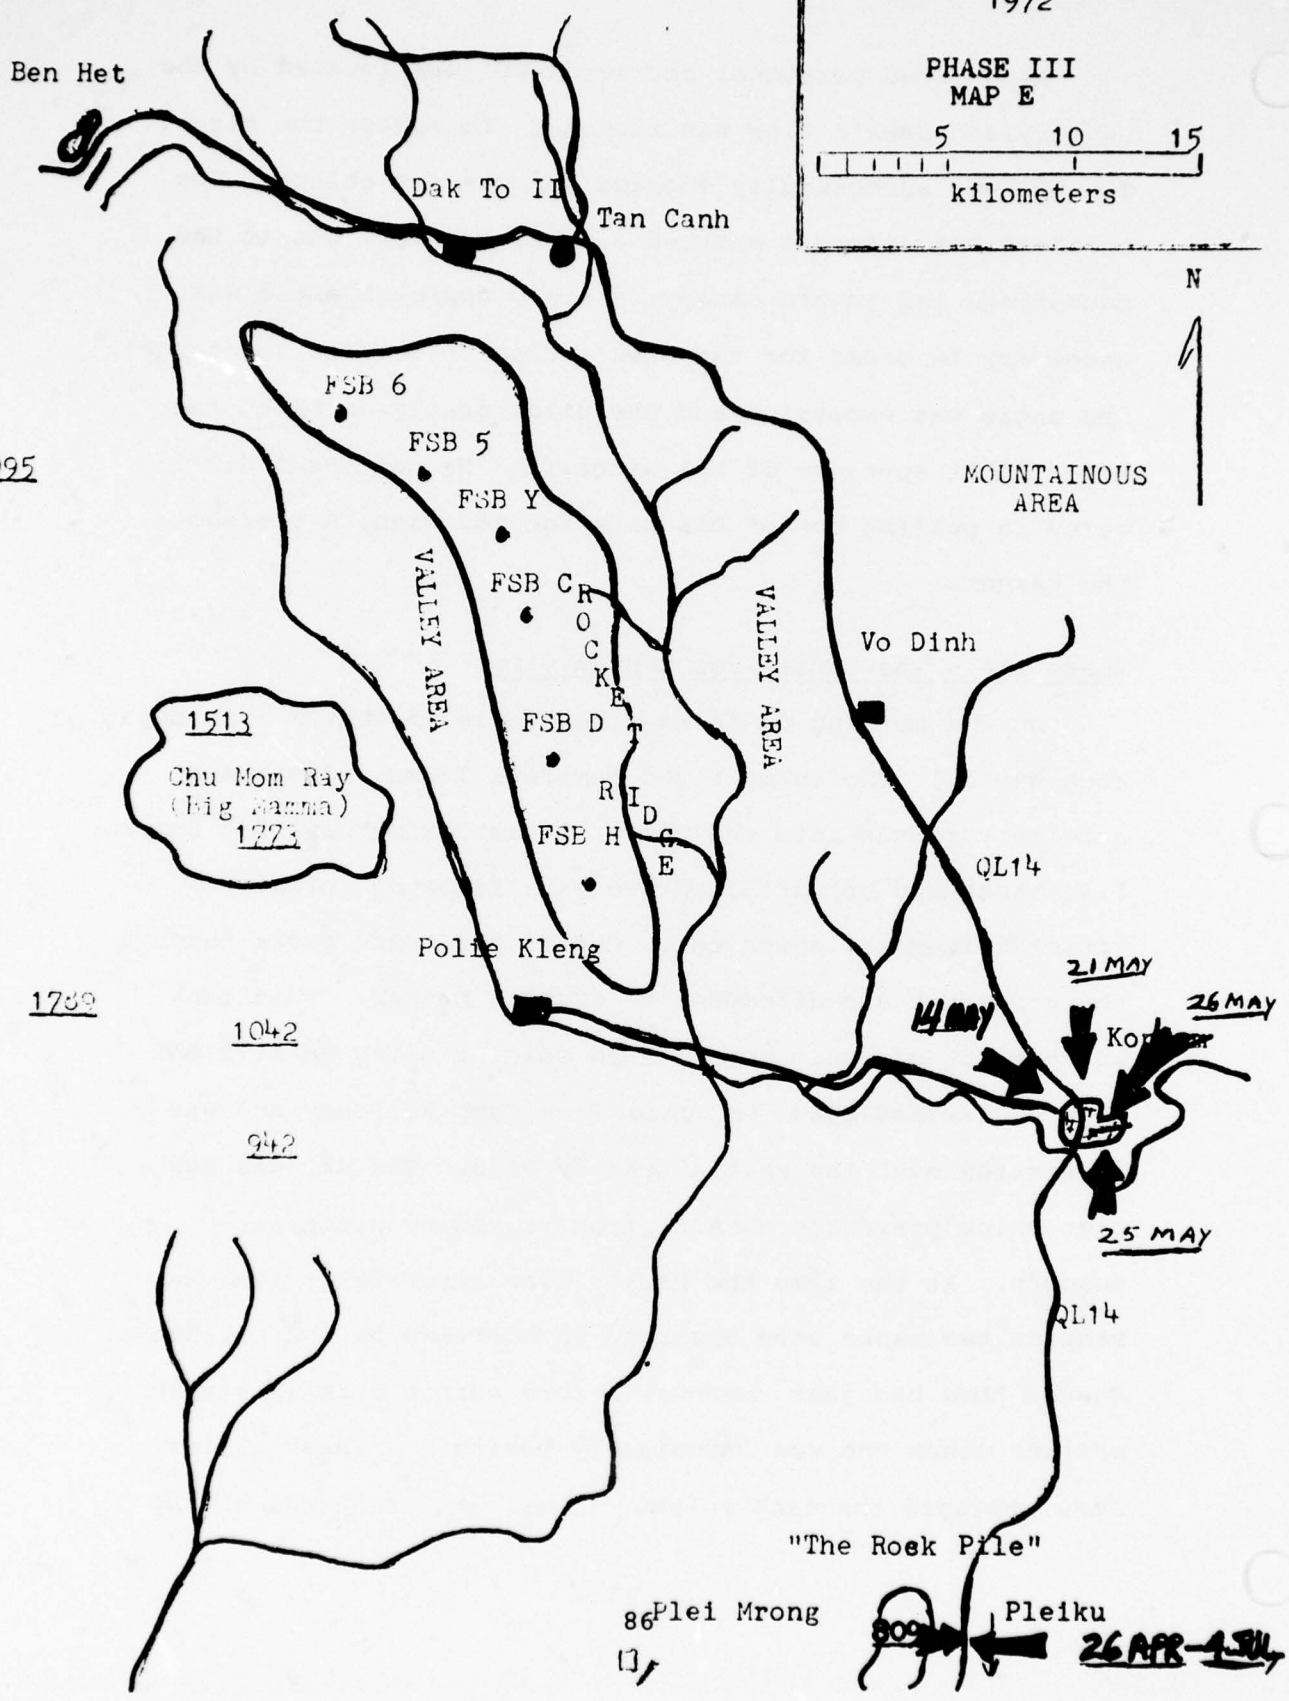 1972
PHASE III
MAP E
5 10 15
kilometers
N
Ben Het
Dak To II
Tan Canh
FSB 6
FSB 5
FSB Y
FSB C
FSB D
FSB H
ROCKET RIDGE
VALLEY AREA
VALLEY AREA
MOUNTAINOUS
AREA
Vo Dinh
995
1513
Chu Mom Ray
(Big Mamma)
1773
QL14
Polie Kleng
1789
1042
942
21 MAY
14 MAY
26 MAY
25 MAY
QL14
"The Rock Pile"
86
Plei Mrong
809
Pleiku
26 APR-